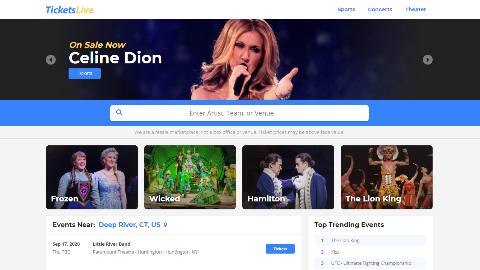 TicketsLive
Sports Concerts Theater
On Sale Now
Celine Dion
Tickets
Enter Artist, Team, or Venue
We are a resale marketplace, not a box office or venue. Ticket prices may be above face value.
Frozen
Wicked
Hamilton
The Lion King
Events Near: Deep River, CT, US
Sep 17, 2020
Thu, TBD
Little River Band
Paramount Theatre - Huntington - Huntington, NY
Tickets
Top Trending Events
1 The Lion King
2 Kiss
3 UFC - Ultimate Fighting Championship